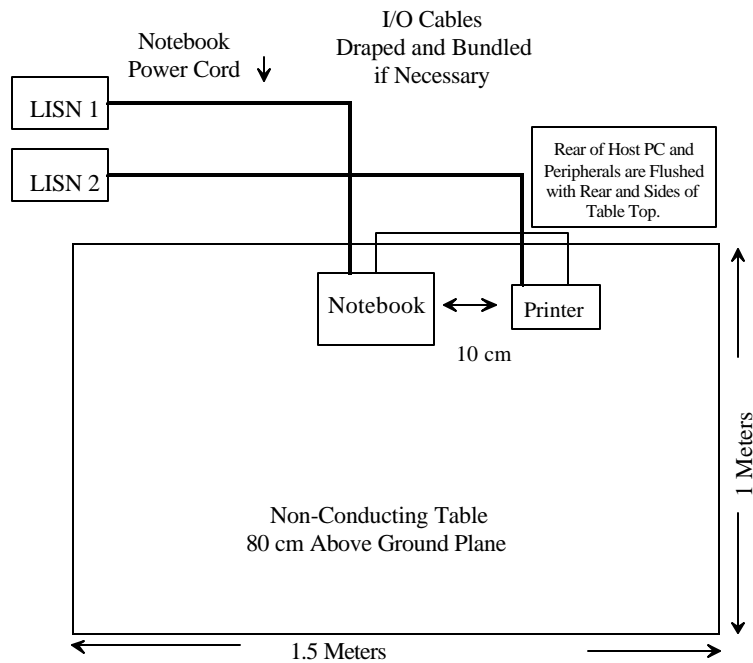 I/O Cables
Draped and Bundled
if Necessary
Notebook
Power Cord
LISN 1
LISN 2
Rear of Host PC and
Peripherals are Flushed
with Rear and Sides of
Table Top.
Notebook
Printer
10 cm
1 Meters
Non-Conducting Table
80 cm Above Ground Plane
1.5 Meters